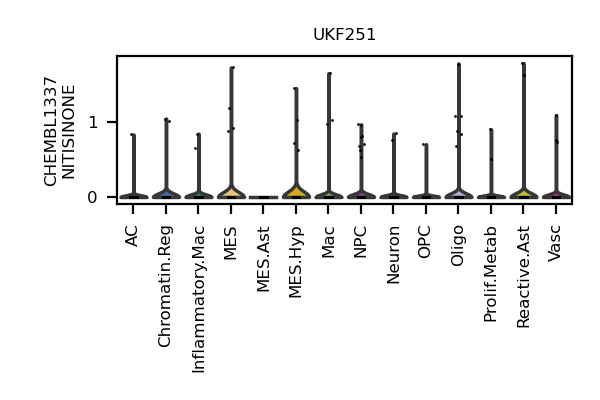 UKF251
CHEMBL1337
NITISINONE
1
0
AC
Chromatin.Reg
Inflammatory.Mac
MES
MES.Ast
MES.Hyp
Mac
NPC
Neuron
OPC
Oligo
Prolif.Metab
Reactive.Ast
Vasc